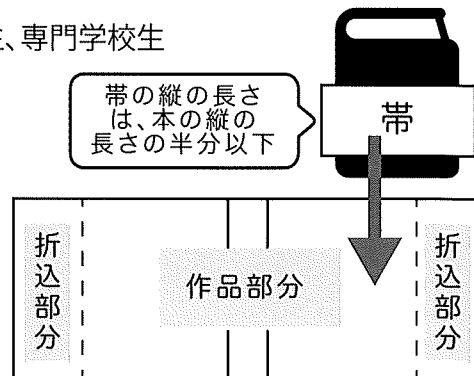 、専門学校生
帯の縦の長さ
は、本の縦の
長さの半分以下
帯
折込部分
作品部分
折込部分